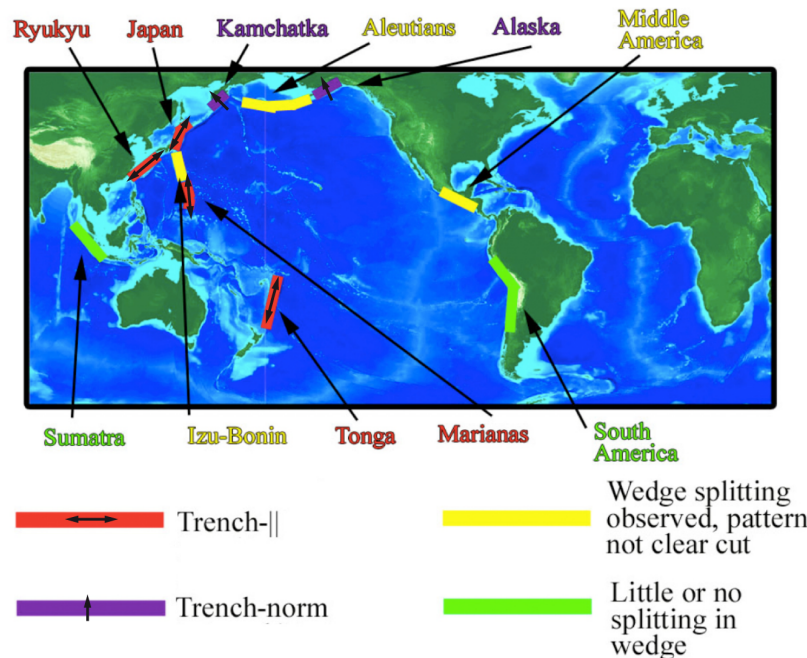 Ryukyu
Japan
Kamchatka
Aleutians
Alaska
Middle
America
Sumatra
Izu-Bonin
Tonga
Marianas
South
America
Trench-||
Wedge splitting
observed, pattern
not clear cut
Trench-norm
Little or no
splitting in
wedge